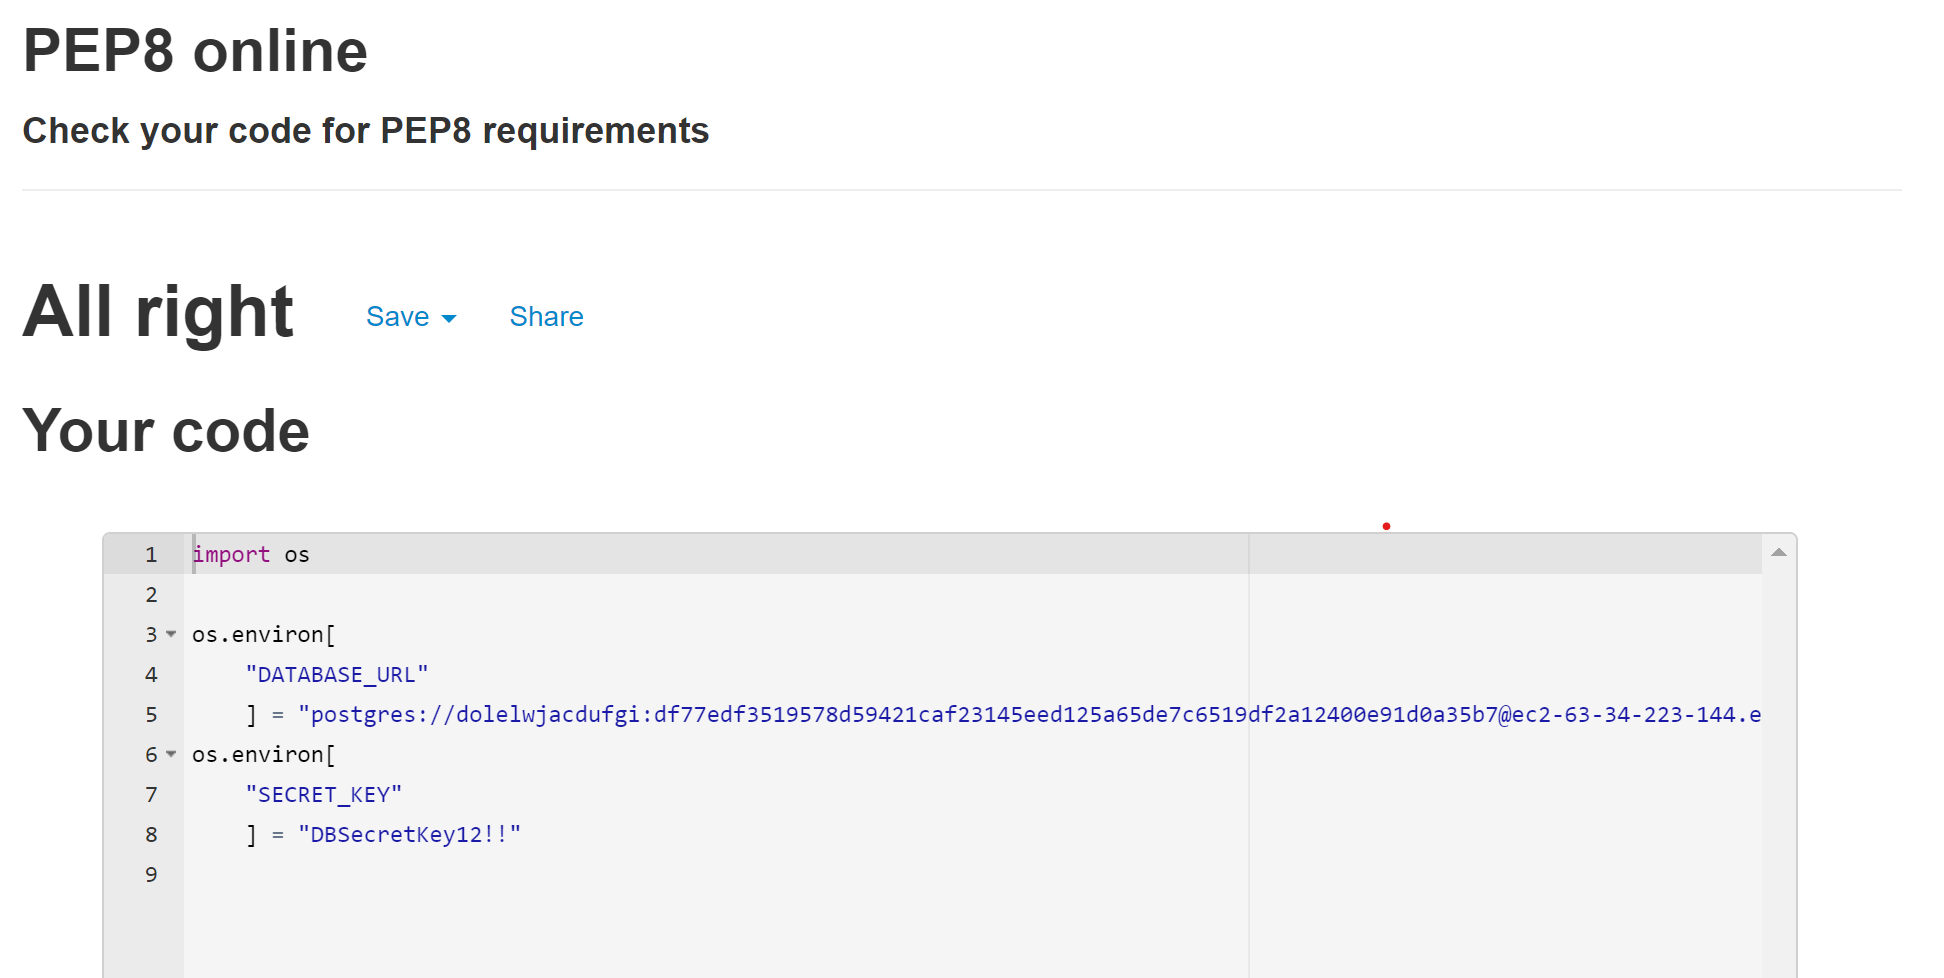 PEP8 online
Check your code for PEP8 requirements
All right Save Share
Your code
1 import os
2
3 os.environ[
4 "DATABASE_URL"
5 ] = "postgres://dolelwjacdufgi:df77edf3519578d59421caf23145eed125a65de7c6519df2a12400e91d0a35b7@ec2-63-34-223-144.e
6 os.environ[
7 "SECRET_KEY"
8 ] = "DBSecretKey12!!"
9